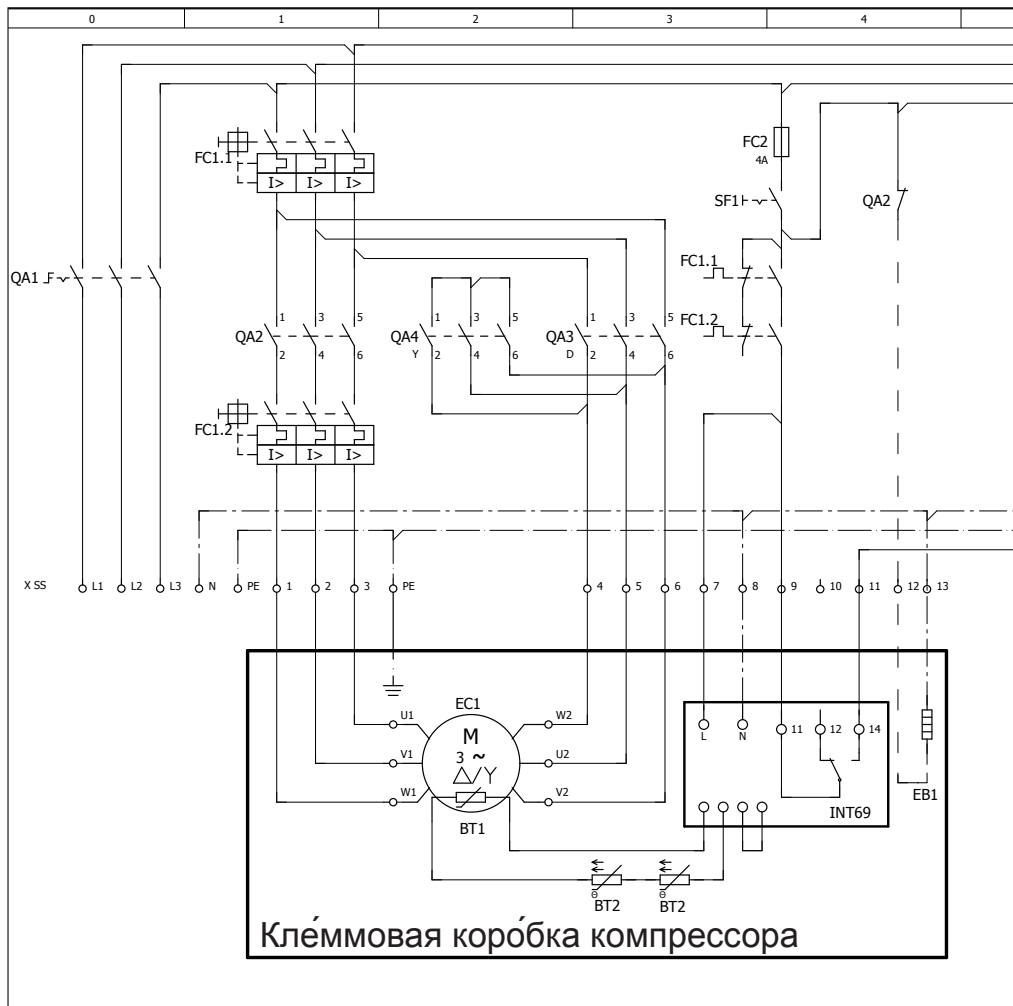 0 1 2 3 4
FC1.1
I> I> I>
FC2
4A
SF1
QA2
QA1
FC1.1
FC1.2
QA2
1 3 5
2 4 6
QA4
Y
1 3 5
2 4 6
QA3
D
1 3 5
2 4 6
FC1.2
I> I> I>
X SS L1 L2 L3 N PE 1 2 3 PE 4 5 6 7 8 9 10 11 12 13
EC1
U1
V1
W1
M
3 ~
△/Y
W2
U2
V2
BT1
L N 11 12 14
INT69
EB1
Θ Θ
BT2 BT2
Кле́ммовая коро́бка компрессора